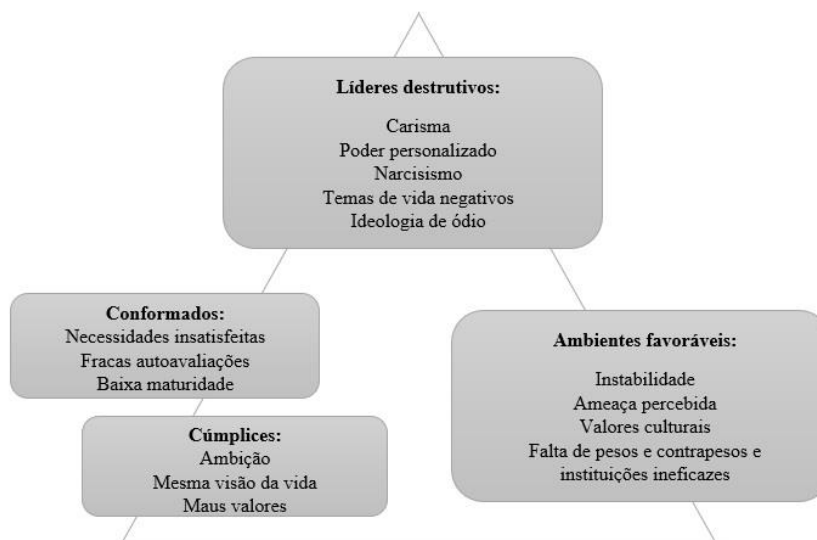 Líderes destrutivos:
Carisma
Poder personalizado
Narcisismo
Temas de vida negativos
Ideologia de ódio
Conformados:
Necessidades insatisfeitas
Fracas autoavaliações
Baixa maturidade
Cúmplices:
Ambição
Mesma visão da vida
Maus valores
Ambientes favoráveis:
Instabilidade
Ameaça percebida
Valores culturais
Falta de pesos e contrapesos e
instituições ineficazes